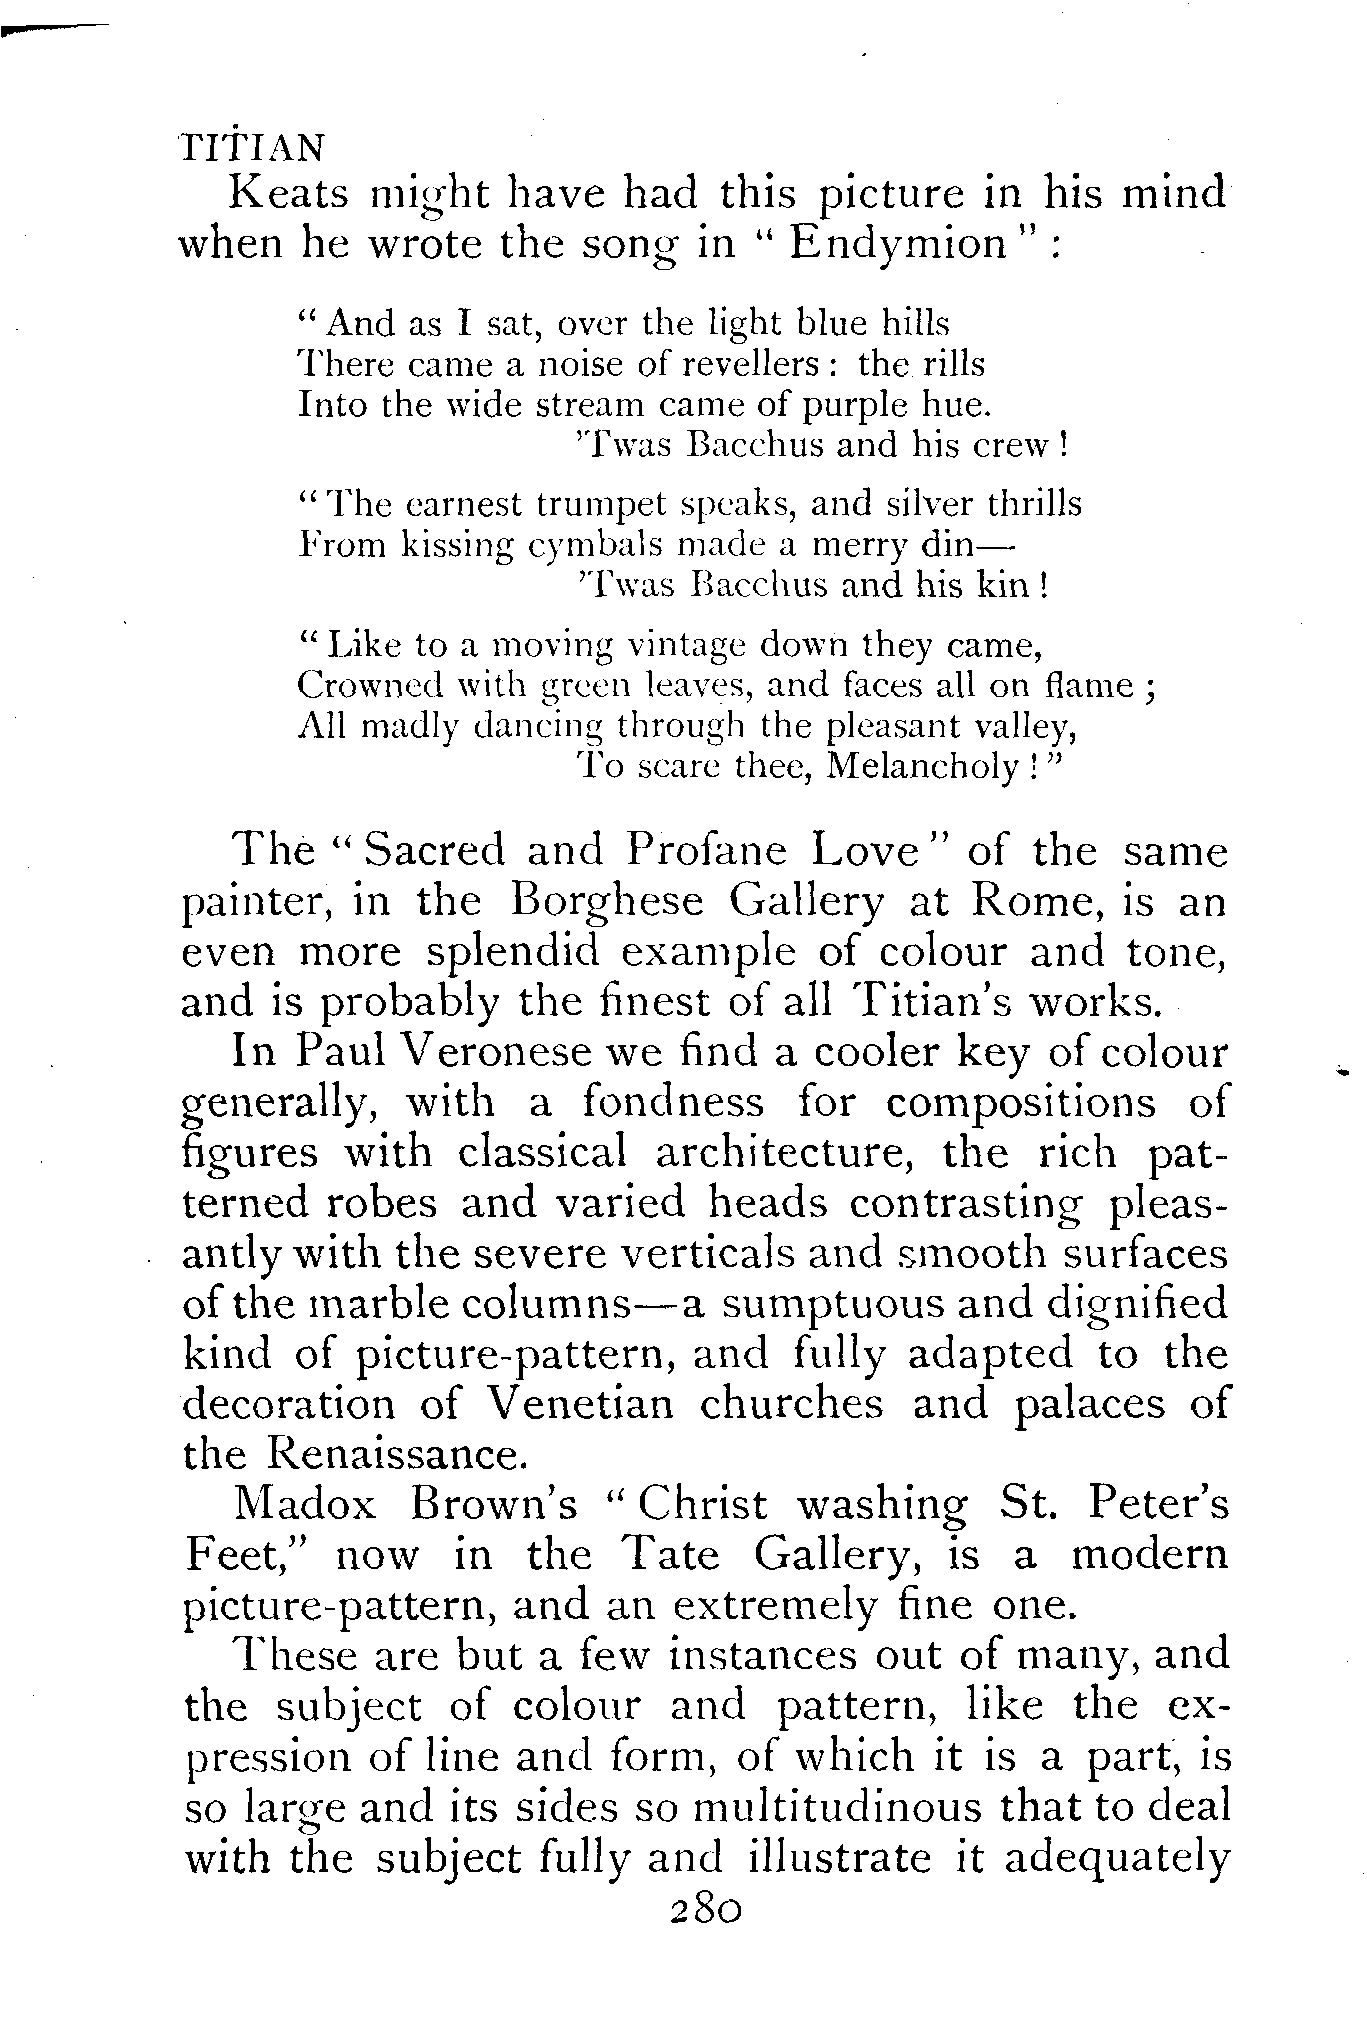 TITIAN
Keats might have had this picture in his mind
when he wrote the song in “ Endymion ” :
“ And as I sat, over the light blue hills
There came a noise of revellers : the rills
Into the wide stream came of purple hue.
’Twas Bacchus and his crew !
“ The earnest trumpet speaks, and silver thrills
From kissing cymbals made a merry din—
’Twas Bacchus and his kin !
“ Like to a moving vintage down they came,
Crowned with green leaves, and faces all on flame ;
All madly dancing through the pleasant valley,
To scare thee, Melancholy ! ”
The “ Sacred and Profane Love ” of the same
painter, in the Borghese Gallery at Rome, is an
even more splendid example of colour and tone,
and is probably the finest of all Titian’s works.
In Paul Veronese we find a cooler key of colour
generally, with a fondness for compositions of
figures with classical architecture, the rich pat-
terned robes and varied heads contrasting pleas-
antly with the severe verticals and smooth surfaces
of the marble columns—a sumptuous and dignified
kind of picture-pattern, and fully adapted to the
decoration of Venetian churches and palaces of
the Renaissance.
Madox Brown’s “ Christ washing St. Peter’s
Feet,” now in the Tate Gallery, is a modern
picture-pattern, and an extremely fine one.
These are but a few instances out of many, and
the subject of colour and pattern, like the ex-
pression of line and form, of which it is a part, is
so large and its sides so multitudinous that to deal
with the subject fully and illustrate it adequately
280